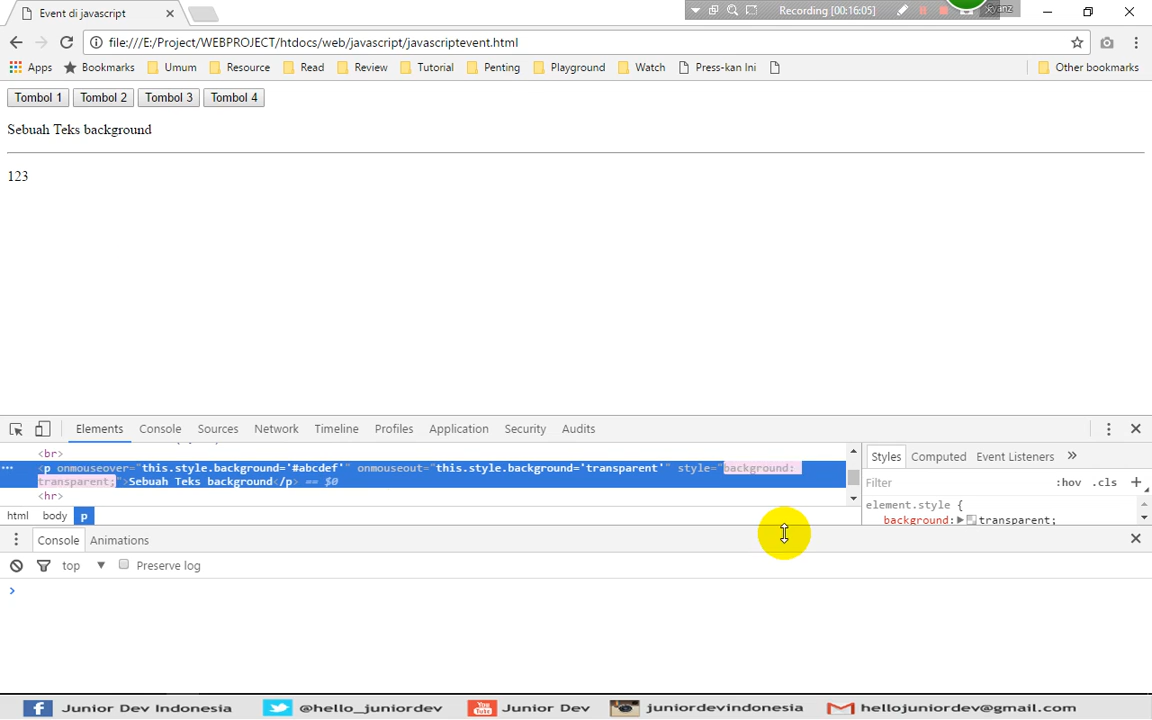 Event di javascript
Recording [00:16:05]
kyanz
file:///E:/Project/WEBPROJECT/htdocs/web/javascript/javascriptevent.html
Apps Bookmarks Umum Resource Read Review Tutorial Penting Playground Watch Press-kan Ini Other bookmarks
Tombol 1 Tombol 2 Tombol 3 Tombol 4
Sebuah Teks background
123
Elements Console Sources Network Timeline Profiles Application Security Audits
<br>
<p onmouseover="this.style.background='#abcdef'" onmouseout="this.style.background='transparent'" style="background:
transparent;">Sebuah Teks background</p> == $0
<hr>
html body p
Styles Computed Event Listeners »
Filter :hov .cls +
element.style {
background: transparent;
Console Animations
top Preserve log
>
Junior Dev Indonesia @hello_juniordev Junior Dev juniordevindonesia hellojuniordev@gmail.com